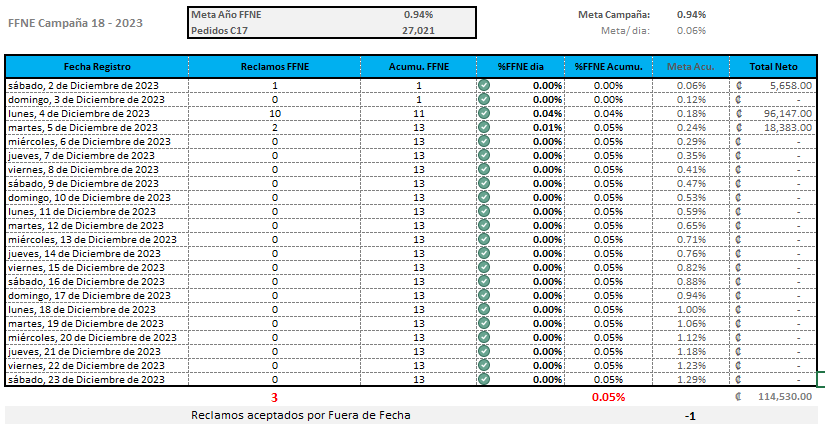 FFNE Campaña 18 - 2023
Meta Año FFNE 0.94%
Pedidos C17 27,021
Meta Campaña: 0.94%
Meta/ dia: 0.06%
Fecha Registro Reclamos FFNE Acumu. FFNE %FFNE dia %FFNE Acumu. Meta Acu. Total Neto
sábado, 2 de Diciembre de 2023 1 1 0.00% 0.00% 0.06% ₡ 5,658.00
domingo, 3 de Diciembre de 2023 0 1 0.00% 0.00% 0.12% ₡ -
lunes, 4 de Diciembre de 2023 10 11 0.04% 0.04% 0.18% ₡ 96,147.00
martes, 5 de Diciembre de 2023 2 13 0.01% 0.05% 0.24% ₡ 18,383.00
miércoles, 6 de Diciembre de 2023 0 13 0.00% 0.05% 0.29% ₡ -
jueves, 7 de Diciembre de 2023 0 13 0.00% 0.05% 0.35% ₡ -
viernes, 8 de Diciembre de 2023 0 13 0.00% 0.05% 0.41% ₡ -
sábado, 9 de Diciembre de 2023 0 13 0.00% 0.05% 0.47% ₡ -
domingo, 10 de Diciembre de 2023 0 13 0.00% 0.05% 0.53% ₡ -
lunes, 11 de Diciembre de 2023 0 13 0.00% 0.05% 0.59% ₡ -
martes, 12 de Diciembre de 2023 0 13 0.00% 0.05% 0.65% ₡ -
miércoles, 13 de Diciembre de 2023 0 13 0.00% 0.05% 0.71% ₡ -
jueves, 14 de Diciembre de 2023 0 13 0.00% 0.05% 0.76% ₡ -
viernes, 15 de Diciembre de 2023 0 13 0.00% 0.05% 0.82% ₡ -
sábado, 16 de Diciembre de 2023 0 13 0.00% 0.05% 0.88% ₡ -
domingo, 17 de Diciembre de 2023 0 13 0.00% 0.05% 0.94% ₡ -
lunes, 18 de Diciembre de 2023 0 13 0.00% 0.05% 1.00% ₡ -
martes, 19 de Diciembre de 2023 0 13 0.00% 0.05% 1.06% ₡ -
miércoles, 20 de Diciembre de 2023 0 13 0.00% 0.05% 1.12% ₡ -
jueves, 21 de Diciembre de 2023 0 13 0.00% 0.05% 1.18% ₡ -
viernes, 22 de Diciembre de 2023 0 13 0.00% 0.05% 1.23% ₡ -
sábado, 23 de Diciembre de 2023 0 13 0.00% 0.05% 1.29% ₡ -
3 0.05% ₡ 114,530.00
Reclamos aceptados por Fuera de Fecha -1